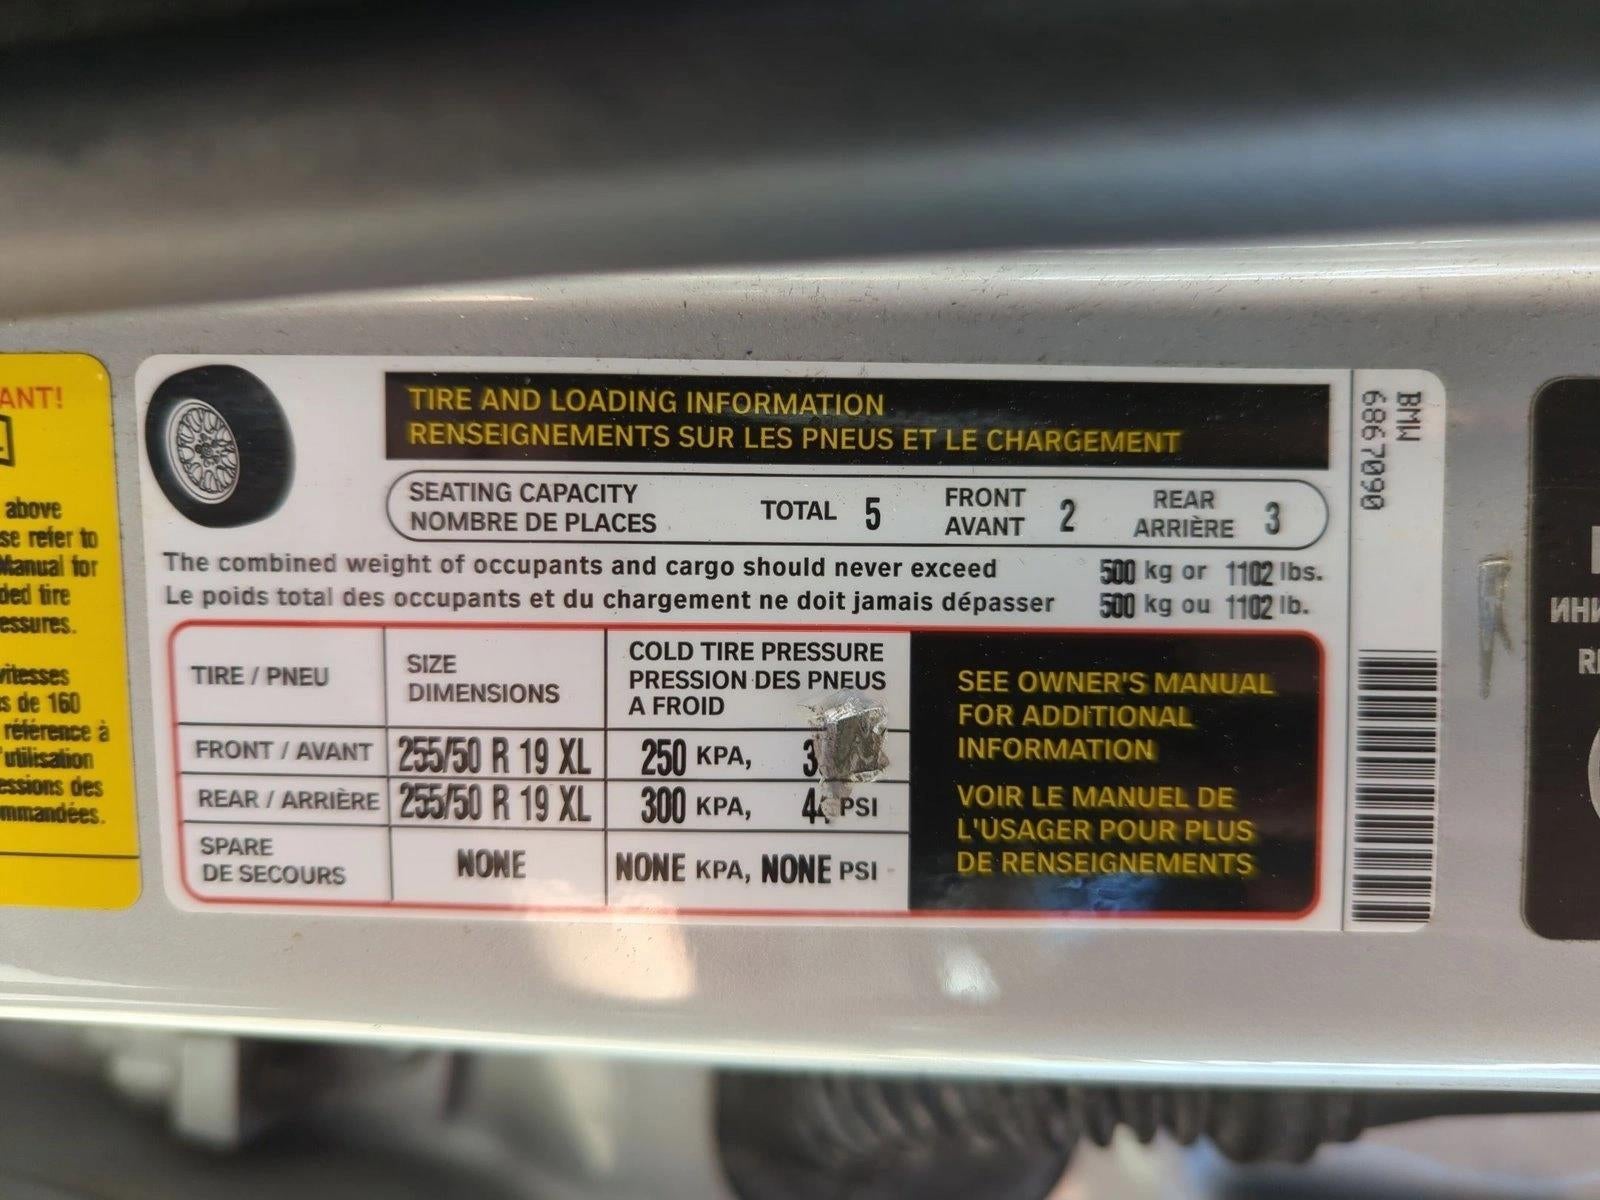 ANT!
above
se refer to
Manual for
ded tire
essures.
vitesses
s de 160
référence à
'utilisation
essions des
mmandées.
TIRE AND LOADING INFORMATION
RENSEIGNEMENTS SUR LES PNEUS ET LE CHARGEMENT
SEATING CAPACITY
NOMBRE DE PLACES
TOTAL 5
FRONT
AVANT 2
REAR
ARRIÈRE 3
The combined weight of occupants and cargo should never exceed 500 kg or 1102 lbs.
Le poids total des occupants et du chargement ne doit jamais dépasser 500 kg ou 1102 lb.
TIRE / PNEU
SIZE
DIMENSIONS
COLD TIRE PRESSURE
PRESSION DES PNEUS
A FROID
FRONT / AVANT 255/50 R 19 XL 250 KPA, 3
REAR / ARRIÈRE 255/50 R 19 XL 300 KPA, 4 PSI
SPARE
DE SECOURS
NONE
NONE KPA, NONE PSI
SEE OWNER'S MANUAL
FOR ADDITIONAL
INFORMATION
VOIR LE MANUEL DE
L'USAGER POUR PLUS
DE RENSEIGNEMENTS
BMW
6867090